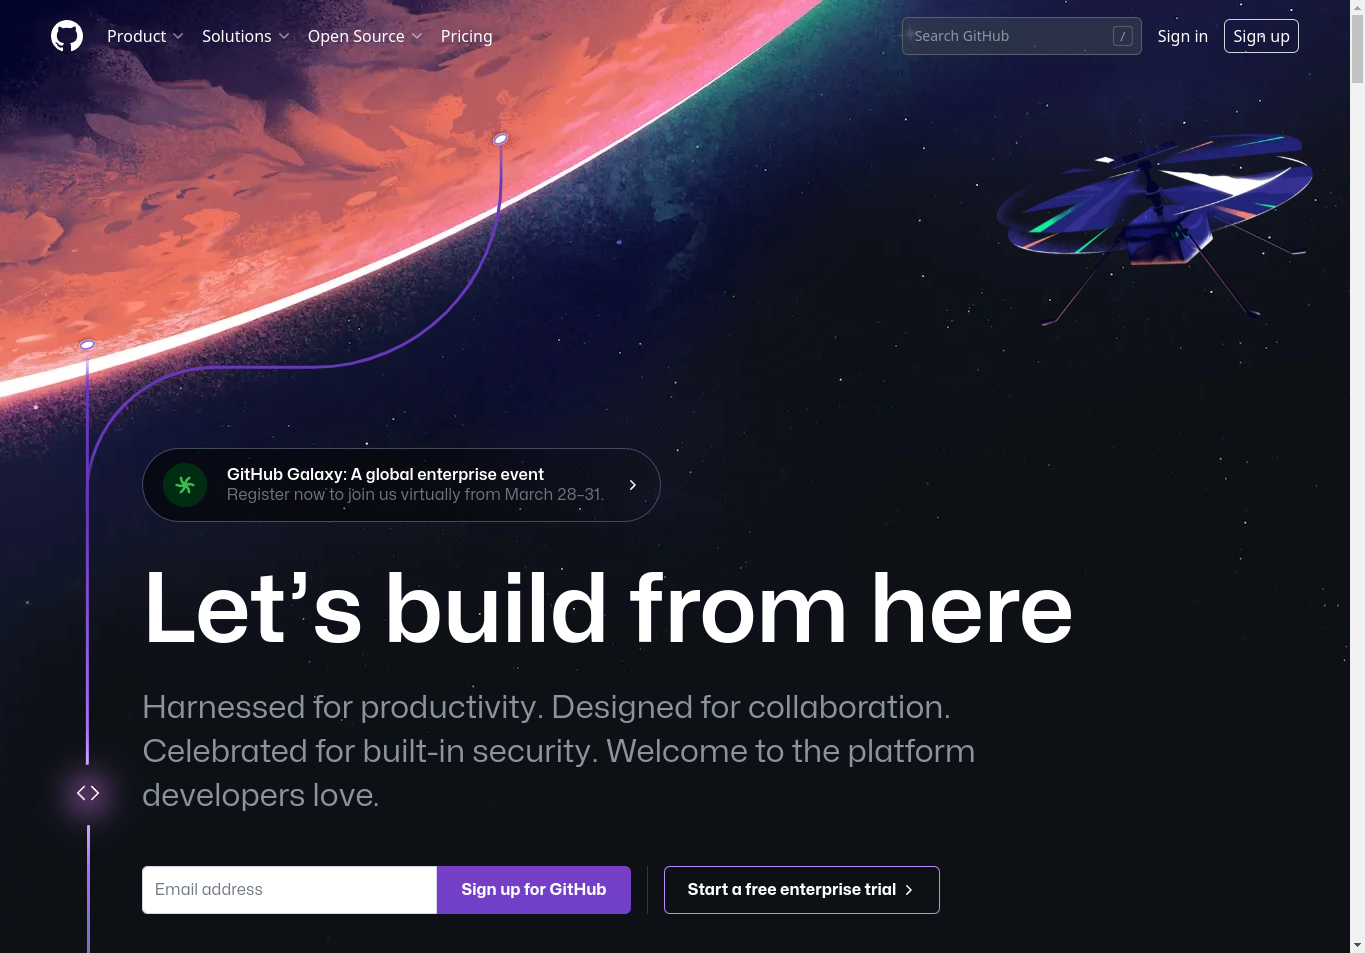 Product
Solutions
Open Source
Pricing
Search GitHub
/
Sign in
Sign up
GitHub Galaxy: A global enterprise event
Register now to join us virtually from March 28–31.
Let’s build from here
Harnessed for productivity. Designed for collaboration.
Celebrated for built-in security. Welcome to the platform
developers love.
Email address
Sign up for GitHub
Start a free enterprise trial